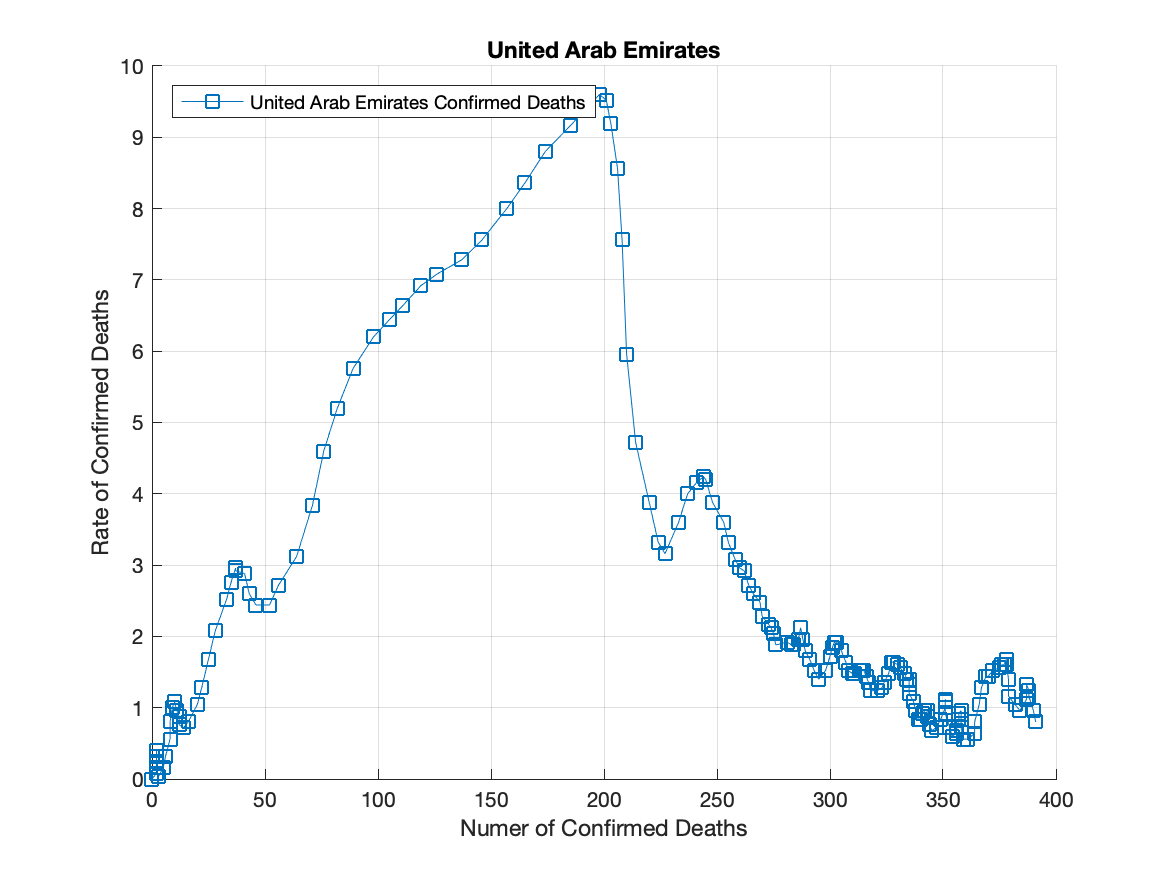 United Arab Emirates
United Arab Emirates Confirmed Deaths
Rate of Confirmed Deaths
10
9
8
7
6
5
4
3
2
1
0
0 50 100 150 200 250 300 350 400
Numer of Confirmed Deaths